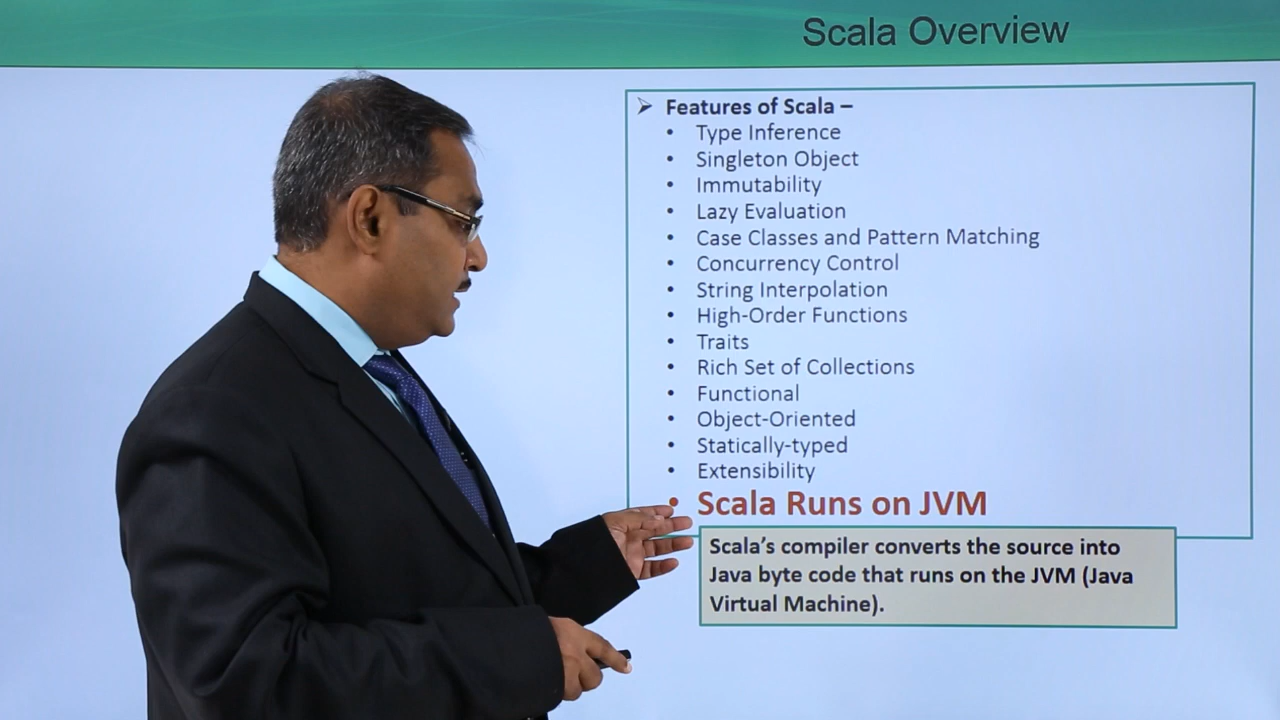 Scala Overview
➢ Features of Scala –
• Type Inference
• Singleton Object
• Immutability
• Lazy Evaluation
• Case Classes and Pattern Matching
• Concurrency Control
• String Interpolation
• High-Order Functions
• Traits
• Rich Set of Collections
• Functional
• Object-Oriented
• Statically-typed
• Extensibility
• Scala Runs on JVM
Scala’s compiler converts the source into
Java byte code that runs on the JVM (Java
Virtual Machine).